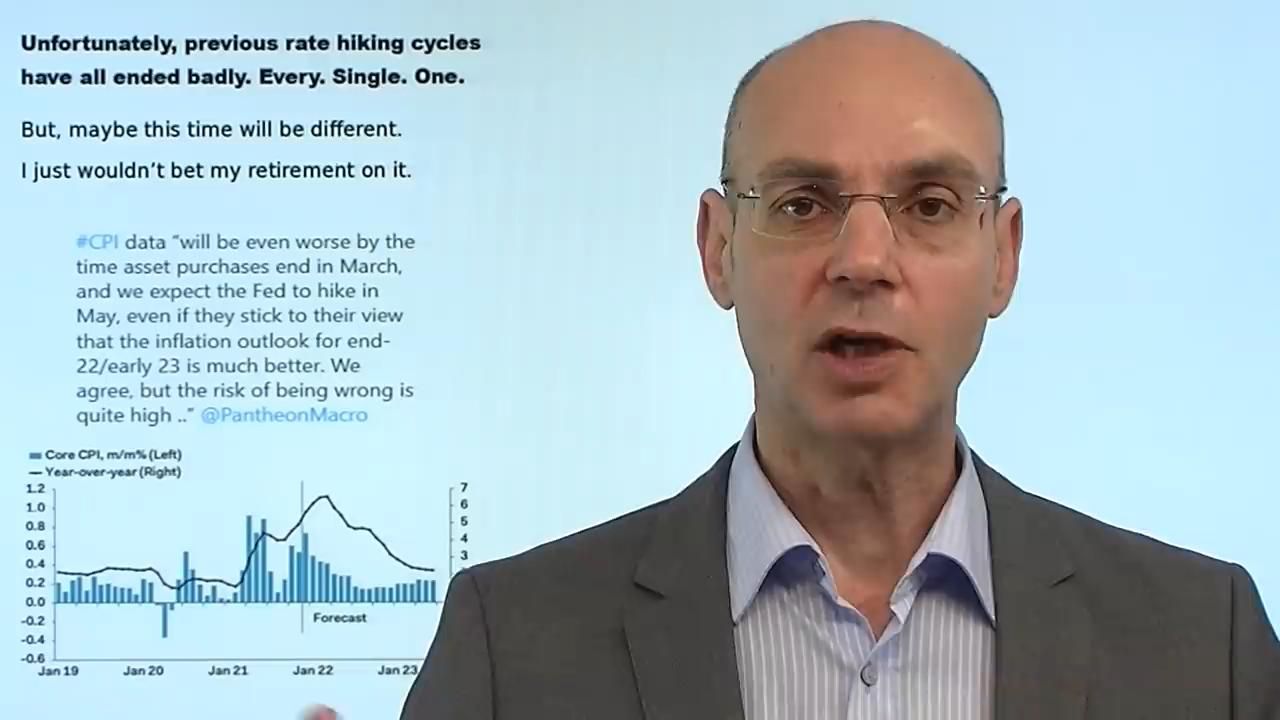 Unfortunately, previous rate hiking cycles
have all ended badly. Every. Single. One.
But, maybe this time will be different.
I just wouldn't bet my retirement on it.
#CPI data “will be even worse by the
time asset purchases end in March,
and we expect the Fed to hike in
May, even if they stick to their view
that the inflation outlook for end-
22/early 23 is much better. We
agree, but the risk of being wrong is
quite high ..” @PantheonMacro
Core CPI, m/m% (Left)
Year-over-year (Right)
1.2
1.0
0.8
0.6
0.4
0.2
0.0
-0.2
-0.4
-0.6
7
6
5
4
3
Forecast
Jan 19 Jan 20 Jan 21 Jan 22 Jan 23